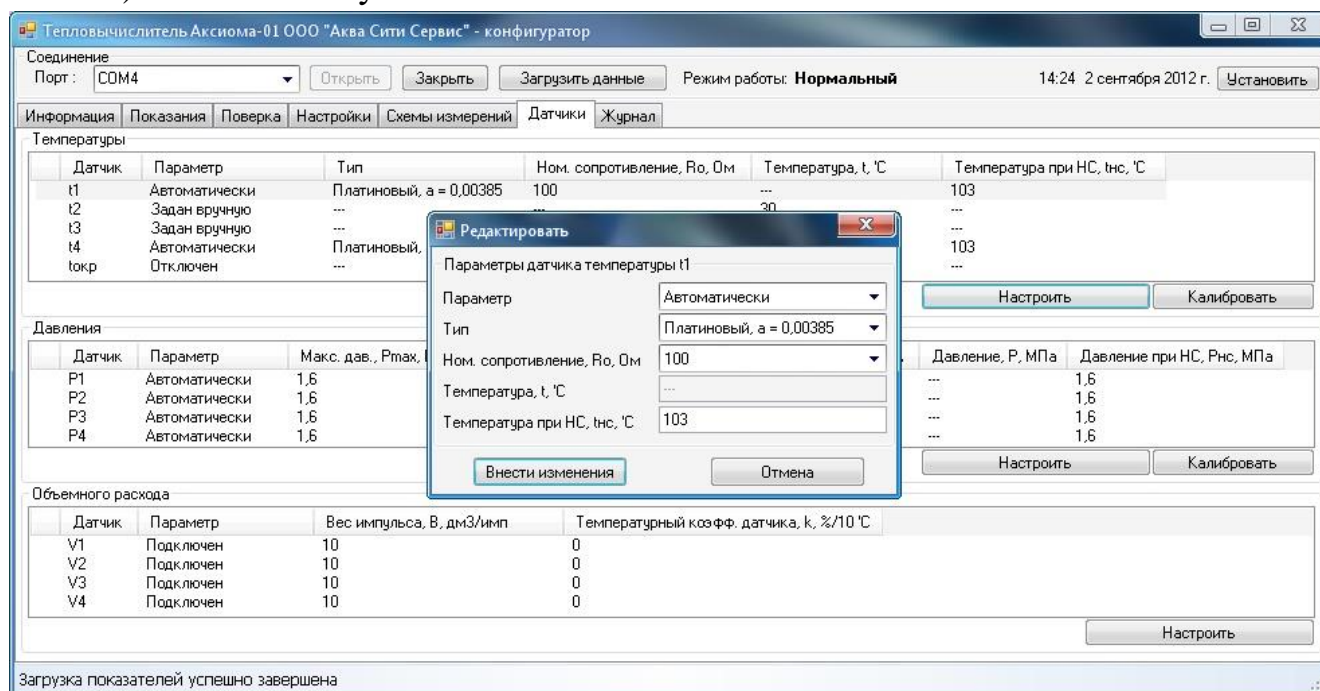 Тепловычислитель Аксиома-01 ООО "Аква Сити Сервис" - конфигуратор
Соединение
Порт : COM4 Открыть Закрыть Загрузить данные Режим работы: Нормальный 14:24 2 сентября 2012 г. Установить
Информация Показания Поверка Настройки Схемы измерений Датчики Журнал
Температуры
Датчик Параметр Тип Ном. сопротивление, Ro, Ом Температура, t, 'C Температура при НС, tнс, 'C
t1 Автоматически Платиновый, a = 0,00385 100 --- 103
t2 Задан вручную --- --- 30 ---
t3 Задан вручную --- ---
t4 Автоматически Платиновый, 103
tокр Отключен --- ---
Настроить Калибровать
Редактировать
Параметры датчика температуры t1
Параметр Автоматически
Тип Платиновый, a = 0,00385
Ном. сопротивление, Ro, Ом 100
Температура, t, 'C ---
Температура при НС, tнс, 'C 103
Внести изменения Отмена
Давления
Датчик Параметр Макс. дав., Pmax, Давление, P, МПа Давление при НС, Pнс, МПа
P1 Автоматически 1,6 --- 1,6
P2 Автоматически 1,6 --- 1,6
P3 Автоматически 1,6 --- 1,6
P4 Автоматически 1,6 --- 1,6
Настроить Калибровать
Объемного расхода
Датчик Параметр Вес импульса, B, дм3/имп Температурный коэфф. датчика, k, %/10 'C
V1 Подключен 10 0
V2 Подключен 10 0
V3 Подключен 10 0
V4 Подключен 10 0
Настроить
Загрузка показателей успешно завершена